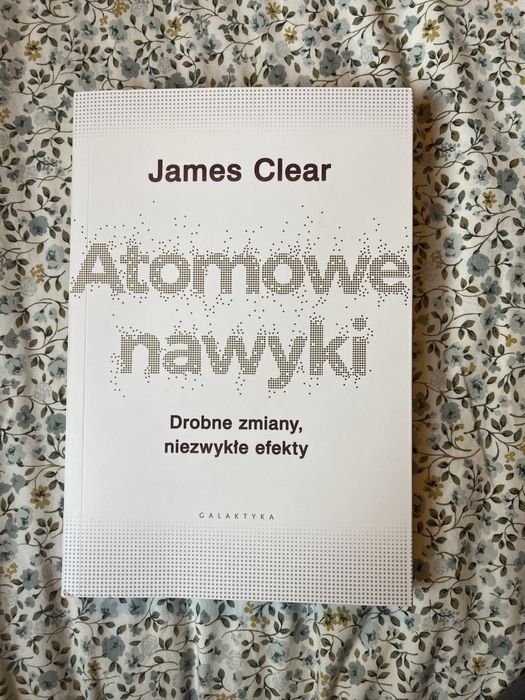 James Clear
Atomowe
nawyki
Drobne zmiany,
niezwykłe efekty
GALAKTYKA